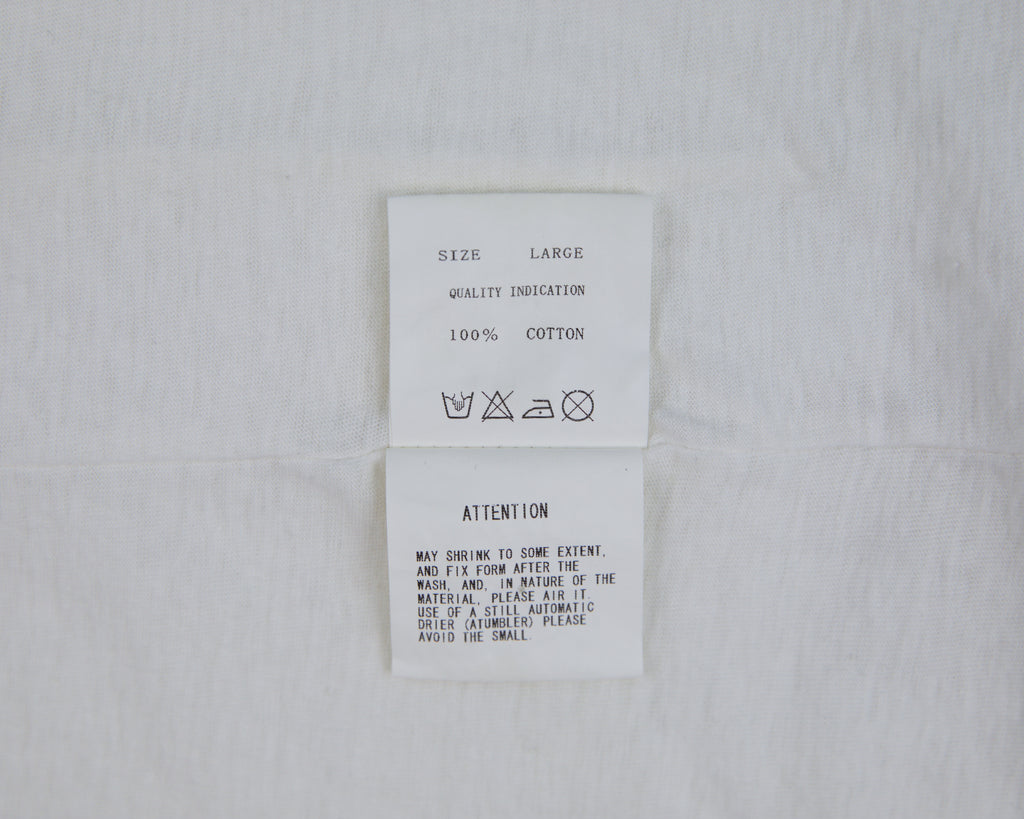 SIZE LARGE
QUALITY INDICATION
100% COTTON
ATTENTION
MAY SHRINK TO SOME EXTENT,
AND FIX FORM AFTER THE
WASH, AND, IN NATURE OF THE
MATERIAL, PLEASE AIR IT.
USE OF A STILL AUTOMATIC
DRIER (ATUMBLER) PLEASE
AVOID THE SMALL.